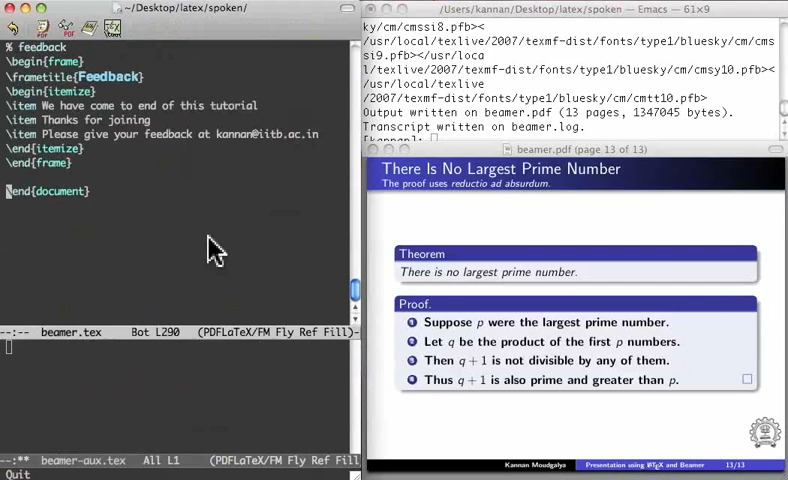 ~/Desktop/latex/spoken/
% feedback
\begin{frame}
\frametitle{Feedback}
\begin{itemize}
\item We have come to end of this tutorial
\item Thanks for joining
\item Please give your feedback at kannan@iitb.ac.in
\end{itemize}
\end{frame}
\end{document}
--:-- beamer.tex Bot L290 (PDFLaTeX/FM Fly Ref Fill)-
--:** beamer-aux.tex All L1 (PDFLaTeX/FM Fly Ref Fill
Quit
/Users/kannan/Desktop/latex/spoken — Emacs — 61×9
ky/cm/cmssi8.pfb><
/usr/local/texlive/2007/texmf-dist/fonts/type1/bluesky/cm/cms
si9.pfb></usr/loca
l/texlive/2007/texmf-dist/fonts/type1/bluesky/cm/cmsy10.pfb><
/usr/local/texlive
/2007/texmf-dist/fonts/type1/bluesky/cm/cmtt10.pfb>
Output written on beamer.pdf (13 pages, 1347045 bytes).
Transcript written on beamer.log.
beamer.pdf (page 13 of 13)
There Is No Largest Prime Number
The proof uses reductio ad absurdum.
Theorem
There is no largest prime number.
Proof.
1 Suppose p were the largest prime number.
2 Let q be the product of the first p numbers.
3 Then q + 1 is not divisible by any of them.
4 Thus q + 1 is also prime and greater than p.
Kannan Moudgalya Presentation using LaTeX and Beamer 13/13